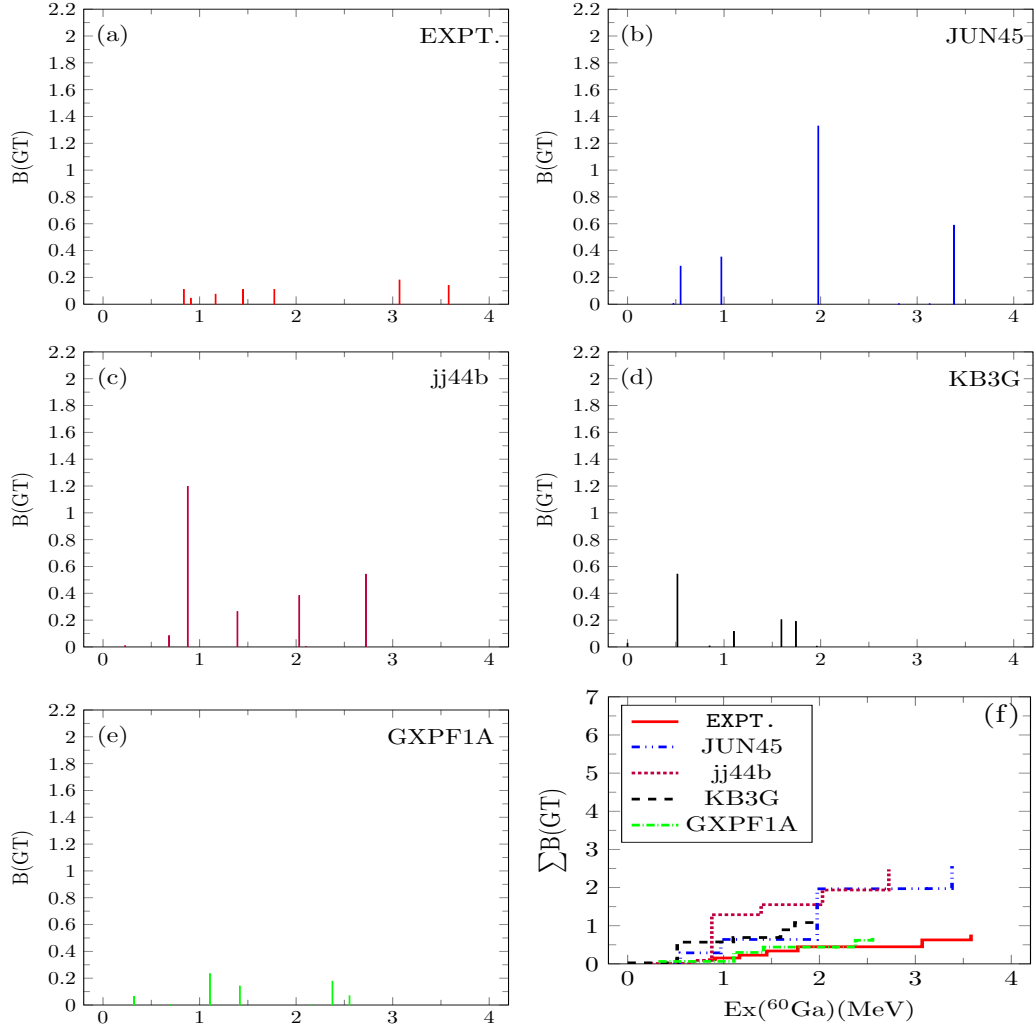 (a) EXPT.
B(GT)
2.2
2
1.8
1.6
1.4
1.2
1
0.8
0.6
0.4
0.2
0
0 1 2 3 4
(b) JUN45
B(GT)
2.2
2
1.8
1.6
1.4
1.2
1
0.8
0.6
0.4
0.2
0
0 1 2 3 4
(c) jj44b
B(GT)
2.2
2
1.8
1.6
1.4
1.2
1
0.8
0.6
0.4
0.2
0
0 1 2 3 4
(d) KB3G
B(GT)
2.2
2
1.8
1.6
1.4
1.2
1
0.8
0.6
0.4
0.2
0
0 1 2 3 4
(e) GXPF1A
B(GT)
2.2
2
1.8
1.6
1.4
1.2
1
0.8
0.6
0.4
0.2
0
0 1 2 3 4
(f)
EXPT.
JUN45
jj44b
KB3G
GXPF1A
∑B(GT)
7
6
5
4
3
2
1
0
0 1 2 3 4
Ex(⁶⁰Ga)(MeV)